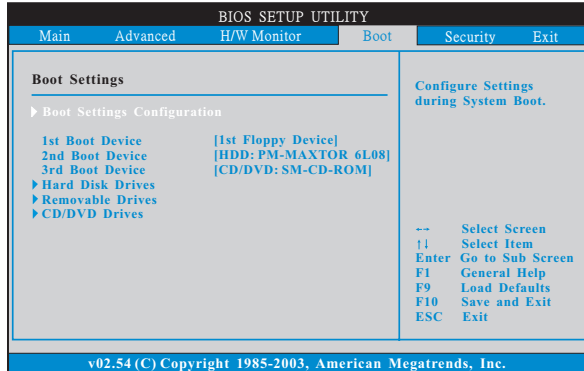 BIOS SETUP UTILITY
Main Advanced H/W Monitor Boot Security Exit
Boot Settings
Boot Settings Configuration
1st Boot Device [1st Floppy Device]
2nd Boot Device [HDD: PM-MAXTOR 6L08]
3rd Boot Device [CD/DVD: SM-CD-ROM]
Hard Disk Drives
Removable Drives
CD/DVD Drives
Configure Settings
during System Boot.
←→ Select Screen
↑↓ Select Item
Enter Go to Sub Screen
F1 General Help
F9 Load Defaults
F10 Save and Exit
ESC Exit
v02.54 (C) Copyright 1985-2003, American Megatrends, Inc.